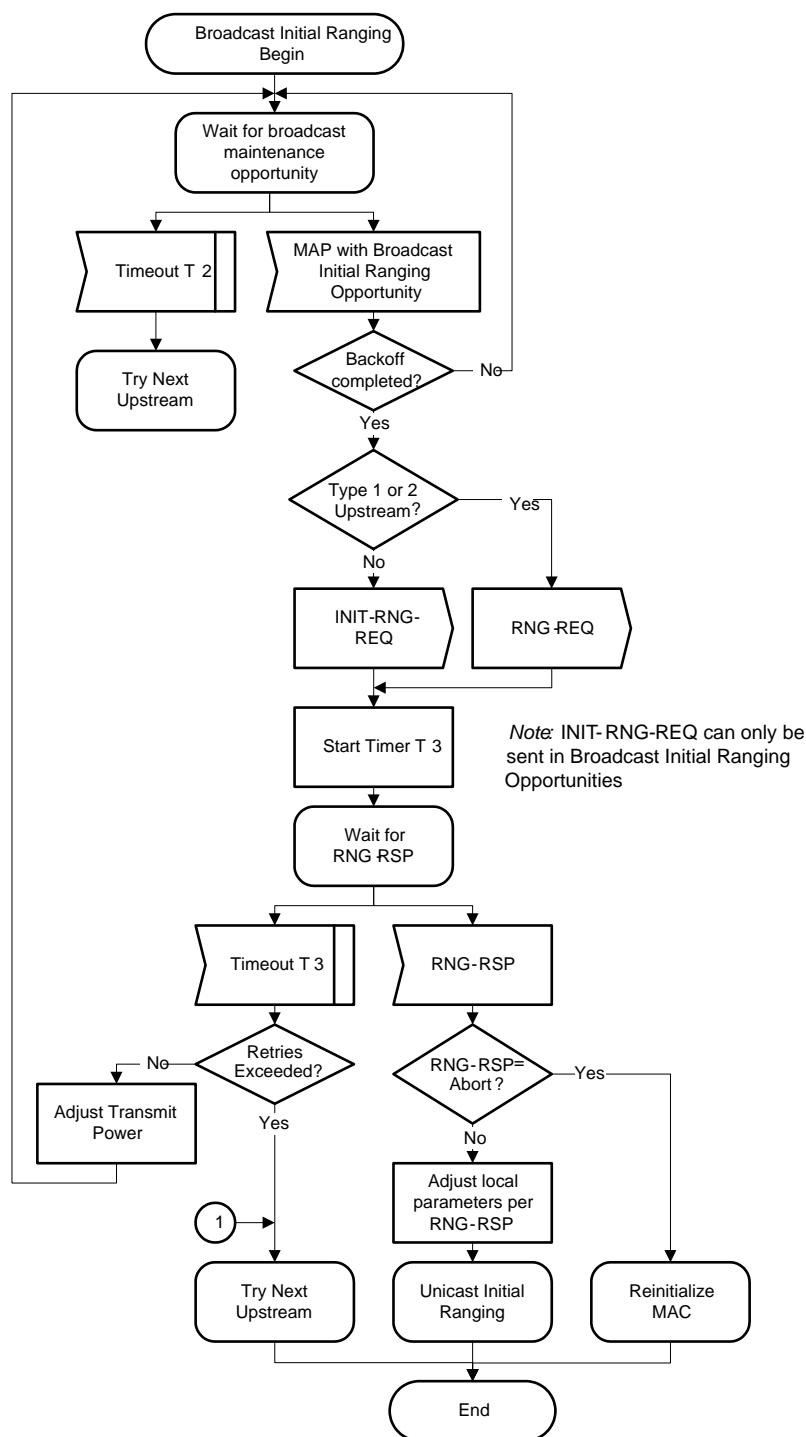 Broadcast Initial Ranging
Begin
Wait for broadcast
maintenance
opportunity
Timeout T 2
MAP with Broadcast
Initial Ranging
Opportunity
Try Next
Upstream
Backoff
completed?
No
Yes
Type 1 or 2
Upstream?
Yes
No
INIT-RNG-
REQ
RNG-REQ
Start Timer T 3
Note: INIT-RNG-REQ can only be
sent in Broadcast Initial Ranging
Opportunities
Wait for
RNG-RSP
Timeout T 3
RNG-RSP
Retries
Exceeded?
No
Yes
RNG-RSP=
Abort?
Yes
No
Adjust Transmit
Power
Adjust local
parameters per
RNG-RSP
1
Try Next
Upstream
Unicast Initial
Ranging
Reinitialize
MAC
End